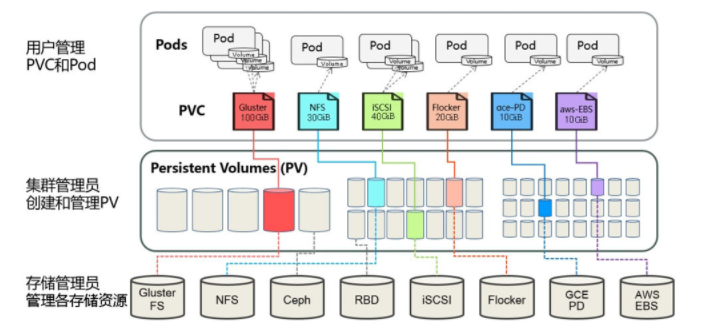 用户管理
PVC和Pod
Pods
Pod
Volume
Volume
Volume
Pod
Volume
Pod
Volume
Volume
Pod
Volume
Pod
Volume
Pod
Volume
PVC
Gluster
100GiB
NFS
30GiB
iSCSI
40GiB
Flocker
20GiB
gce-PD
10GiB
aws-EBS
10GiB
集群管理员
创建和管理PV
Persistent Volumes (PV)
存储管理员
管理各存储资源
Gluster
FS
NFS
Ceph
RBD
iSCSI
Flocker
GCE
PD
AWS
EBS